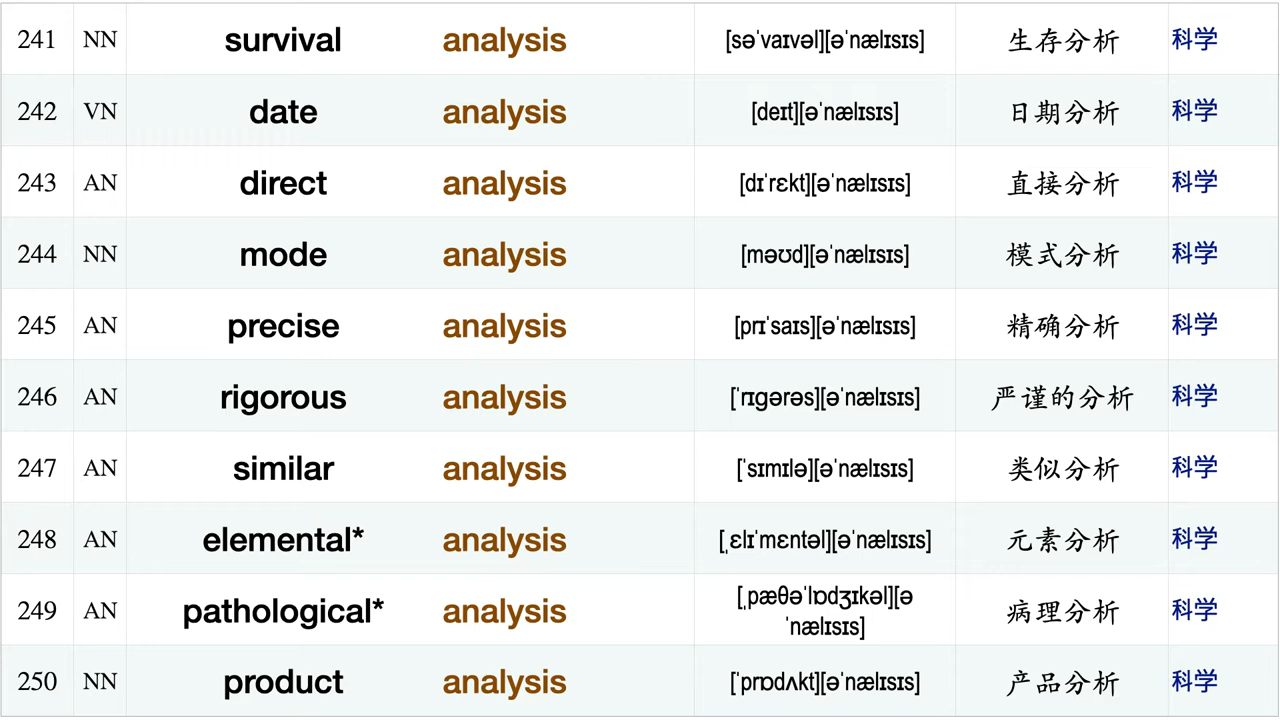 241 NN survival analysis [səˈvaɪvəl][əˈnælɪsɪs] 生存分析 科学
242 VN date analysis [deɪt][əˈnælɪsɪs] 日期分析 科学
243 AN direct analysis [dɪˈrɛkt][əˈnælɪsɪs] 直接分析 科学
244 NN mode analysis [məʊd][əˈnælɪsɪs] 模式分析 科学
245 AN precise analysis [prɪˈsaɪs][əˈnælɪsɪs] 精确分析 科学
246 AN rigorous analysis [ˈrɪgərəs][əˈnælɪsɪs] 严谨的分析 科学
247 AN similar analysis [ˈsɪmɪlə][əˈnælɪsɪs] 类似分析 科学
248 AN elemental* analysis [ˌɛlɪˈmɛntəl][əˈnælɪsɪs] 元素分析 科学
249 AN pathological* analysis [ˌpæθəˈlɒdʒɪkəl][ə
ˈnælɪsɪs] 病理分析 科学
250 NN product analysis [ˈprɒdʌkt][əˈnælɪsɪs] 产品分析 科学